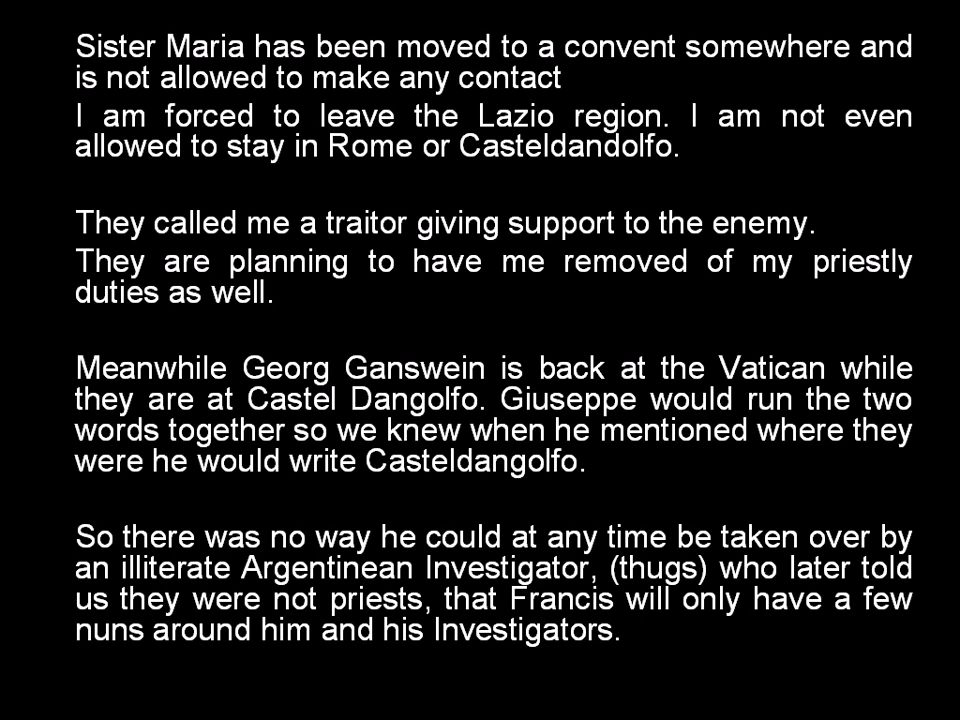 Sister Maria has been moved to a convent somewhere and
is not allowed to make any contact
I am forced to leave the Lazio region. I am not even
allowed to stay in Rome or Casteldandolfo.
They called me a traitor giving support to the enemy.
They are planning to have me removed of my priestly
duties as well.
Meanwhile Georg Ganswein is back at the Vatican while
they are at Castel Dangolfo. Giuseppe would run the two
words together so we knew when he mentioned where they
were he would write Casteldangolfo.
So there was no way he could at any time be taken over by
an illiterate Argentinean Investigator, (thugs) who later told
us they were not priests, that Francis will only have a few
nuns around him and his Investigators.